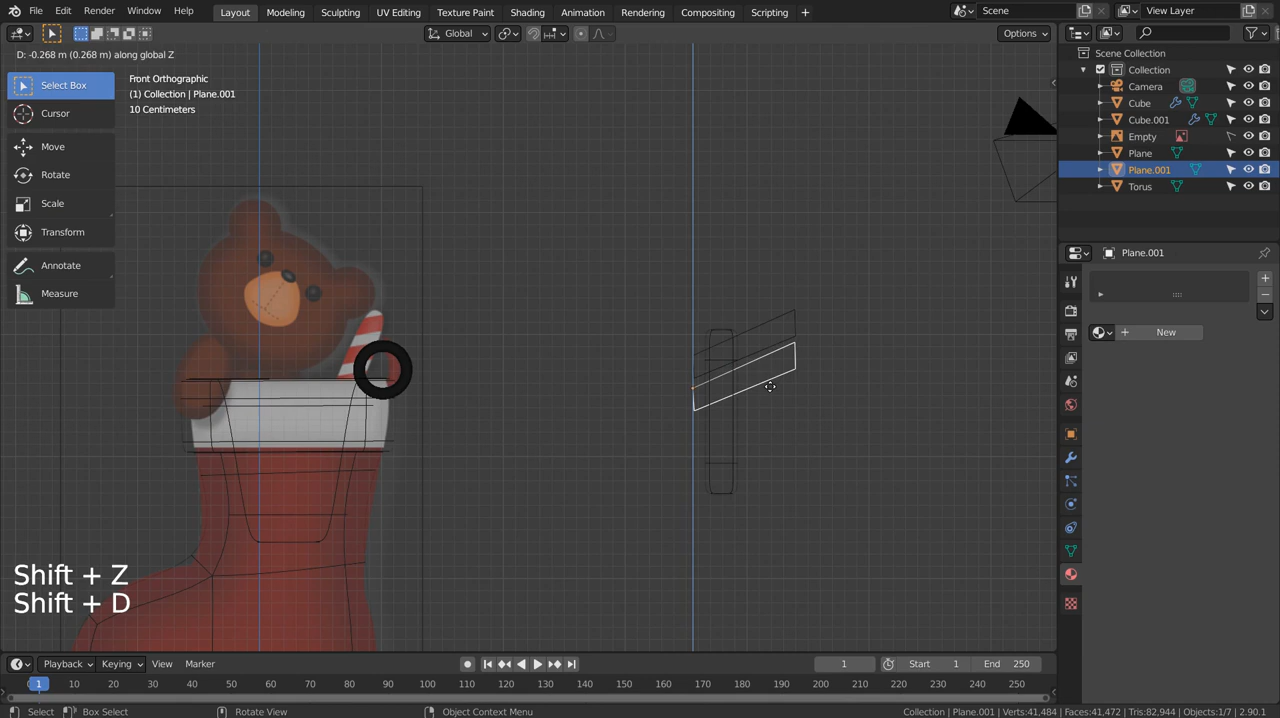 File Edit Render Window Help
Layout Modeling Sculpting UV Editing Texture Paint Shading Animation Rendering Compositing Scripting +
Scene
View Layer
Global
Options
D: -0.268 m (0.268 m) along global Z
Scene Collection
Front Orthographic
(1) Collection | Plane.001
10 Centimeters
Collection
Camera
Cube
Cube.001
Empty
Plane
Plane.001
Torus
Select Box
Cursor
Move
Rotate
Scale
Transform
Annotate
Measure
Plane.001
New
Shift + Z
Shift + D
Playback Keying View Marker
1
Start 1
End 250
1 10 20 30 40 50 60 70 80 90 100 110 120 130 140 150 160 170 180 190 200 210 220 230 240 250
Select
Box Select
Rotate View
Object Context Menu
Collection | Plane.001 | Verts:41,484 | Faces:41,472 | Tris:82,944 | Objects:1/7 | 2.90.1